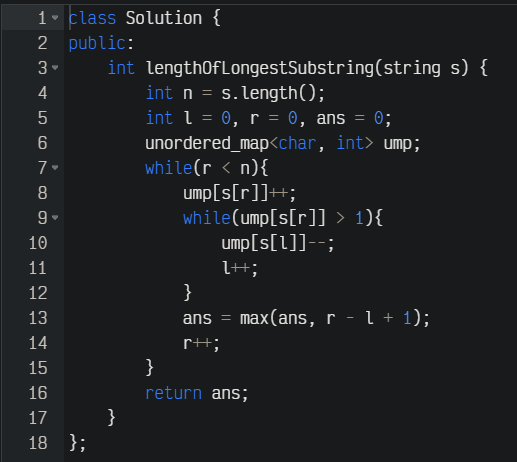 1 class Solution {
2 public:
3     int lengthOfLongestSubstring(string s) {
4         int n = s.length();
5         int l = 0, r = 0, ans = 0;
6         unordered_map<char, int> ump;
7         while(r < n){
8             ump[s[r]]++;
9             while(ump[s[r]] > 1){
10                 ump[s[l]]--;
11                 l++;
12             }
13             ans = max(ans, r - l + 1);
14             r++;
15         }
16         return ans;
17     }
18 };